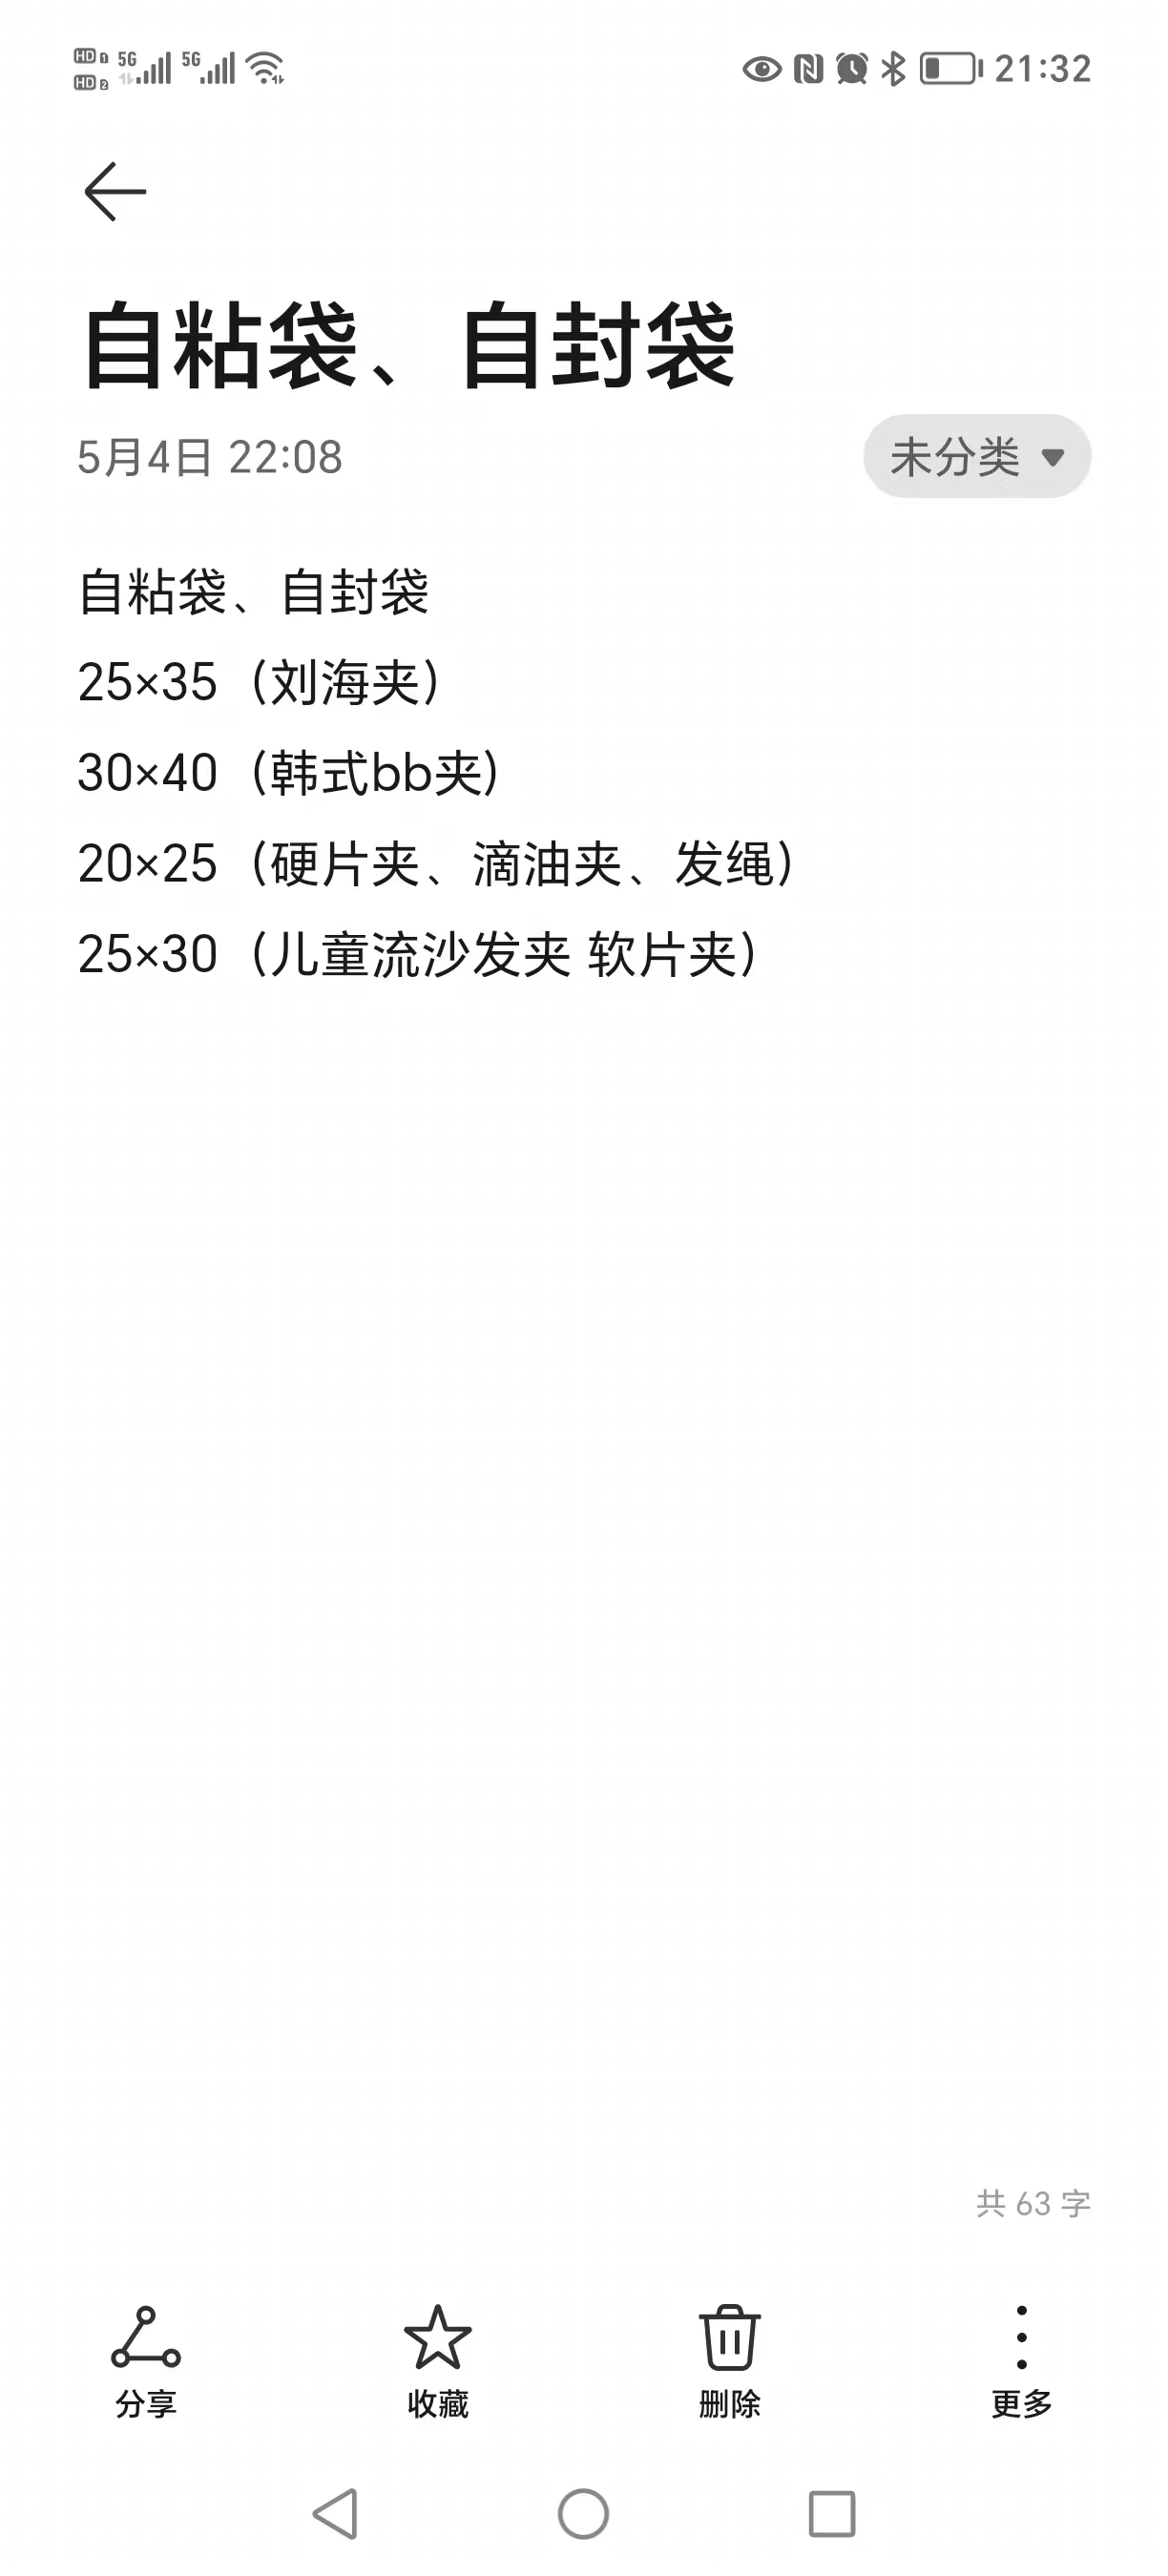 HD 1 5G 5G 21:32
HD 2
自粘袋、自封袋
5月4日 22:08 未分类
自粘袋、自封袋
25×35（刘海夹）
30×40（韩式bb夹)
20×25（硬片夹、滴油夹、发绳）
25×30（儿童流沙发夹 软片夹）
共 63 字
分享 收藏 删除 更多